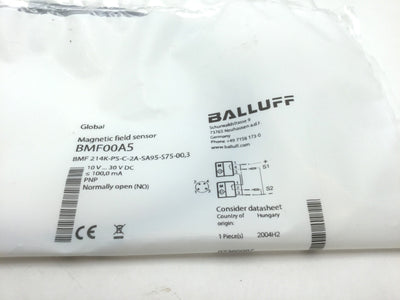 Global
Magnetic field sensor
BMF00A5
BMF 214K-PS-C-2A-SA95-S75-00,3
10 V ... 30 V DC
≤ 100,0 mA
PNP
Normally open (NO)
BALLUFF
Schurwaldstrasse 9
73765 Neuhausen a.d.F.
Germany
Phone +49 7158 173-0
www.balluff.com
S1
S2
Consider datasheet
Country of origin: Hungary
1 Piece(s) 2004H2
CE